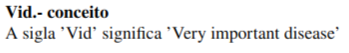 Vid.- conceito
A sigla ’Vid’ significa ’Very important disease’